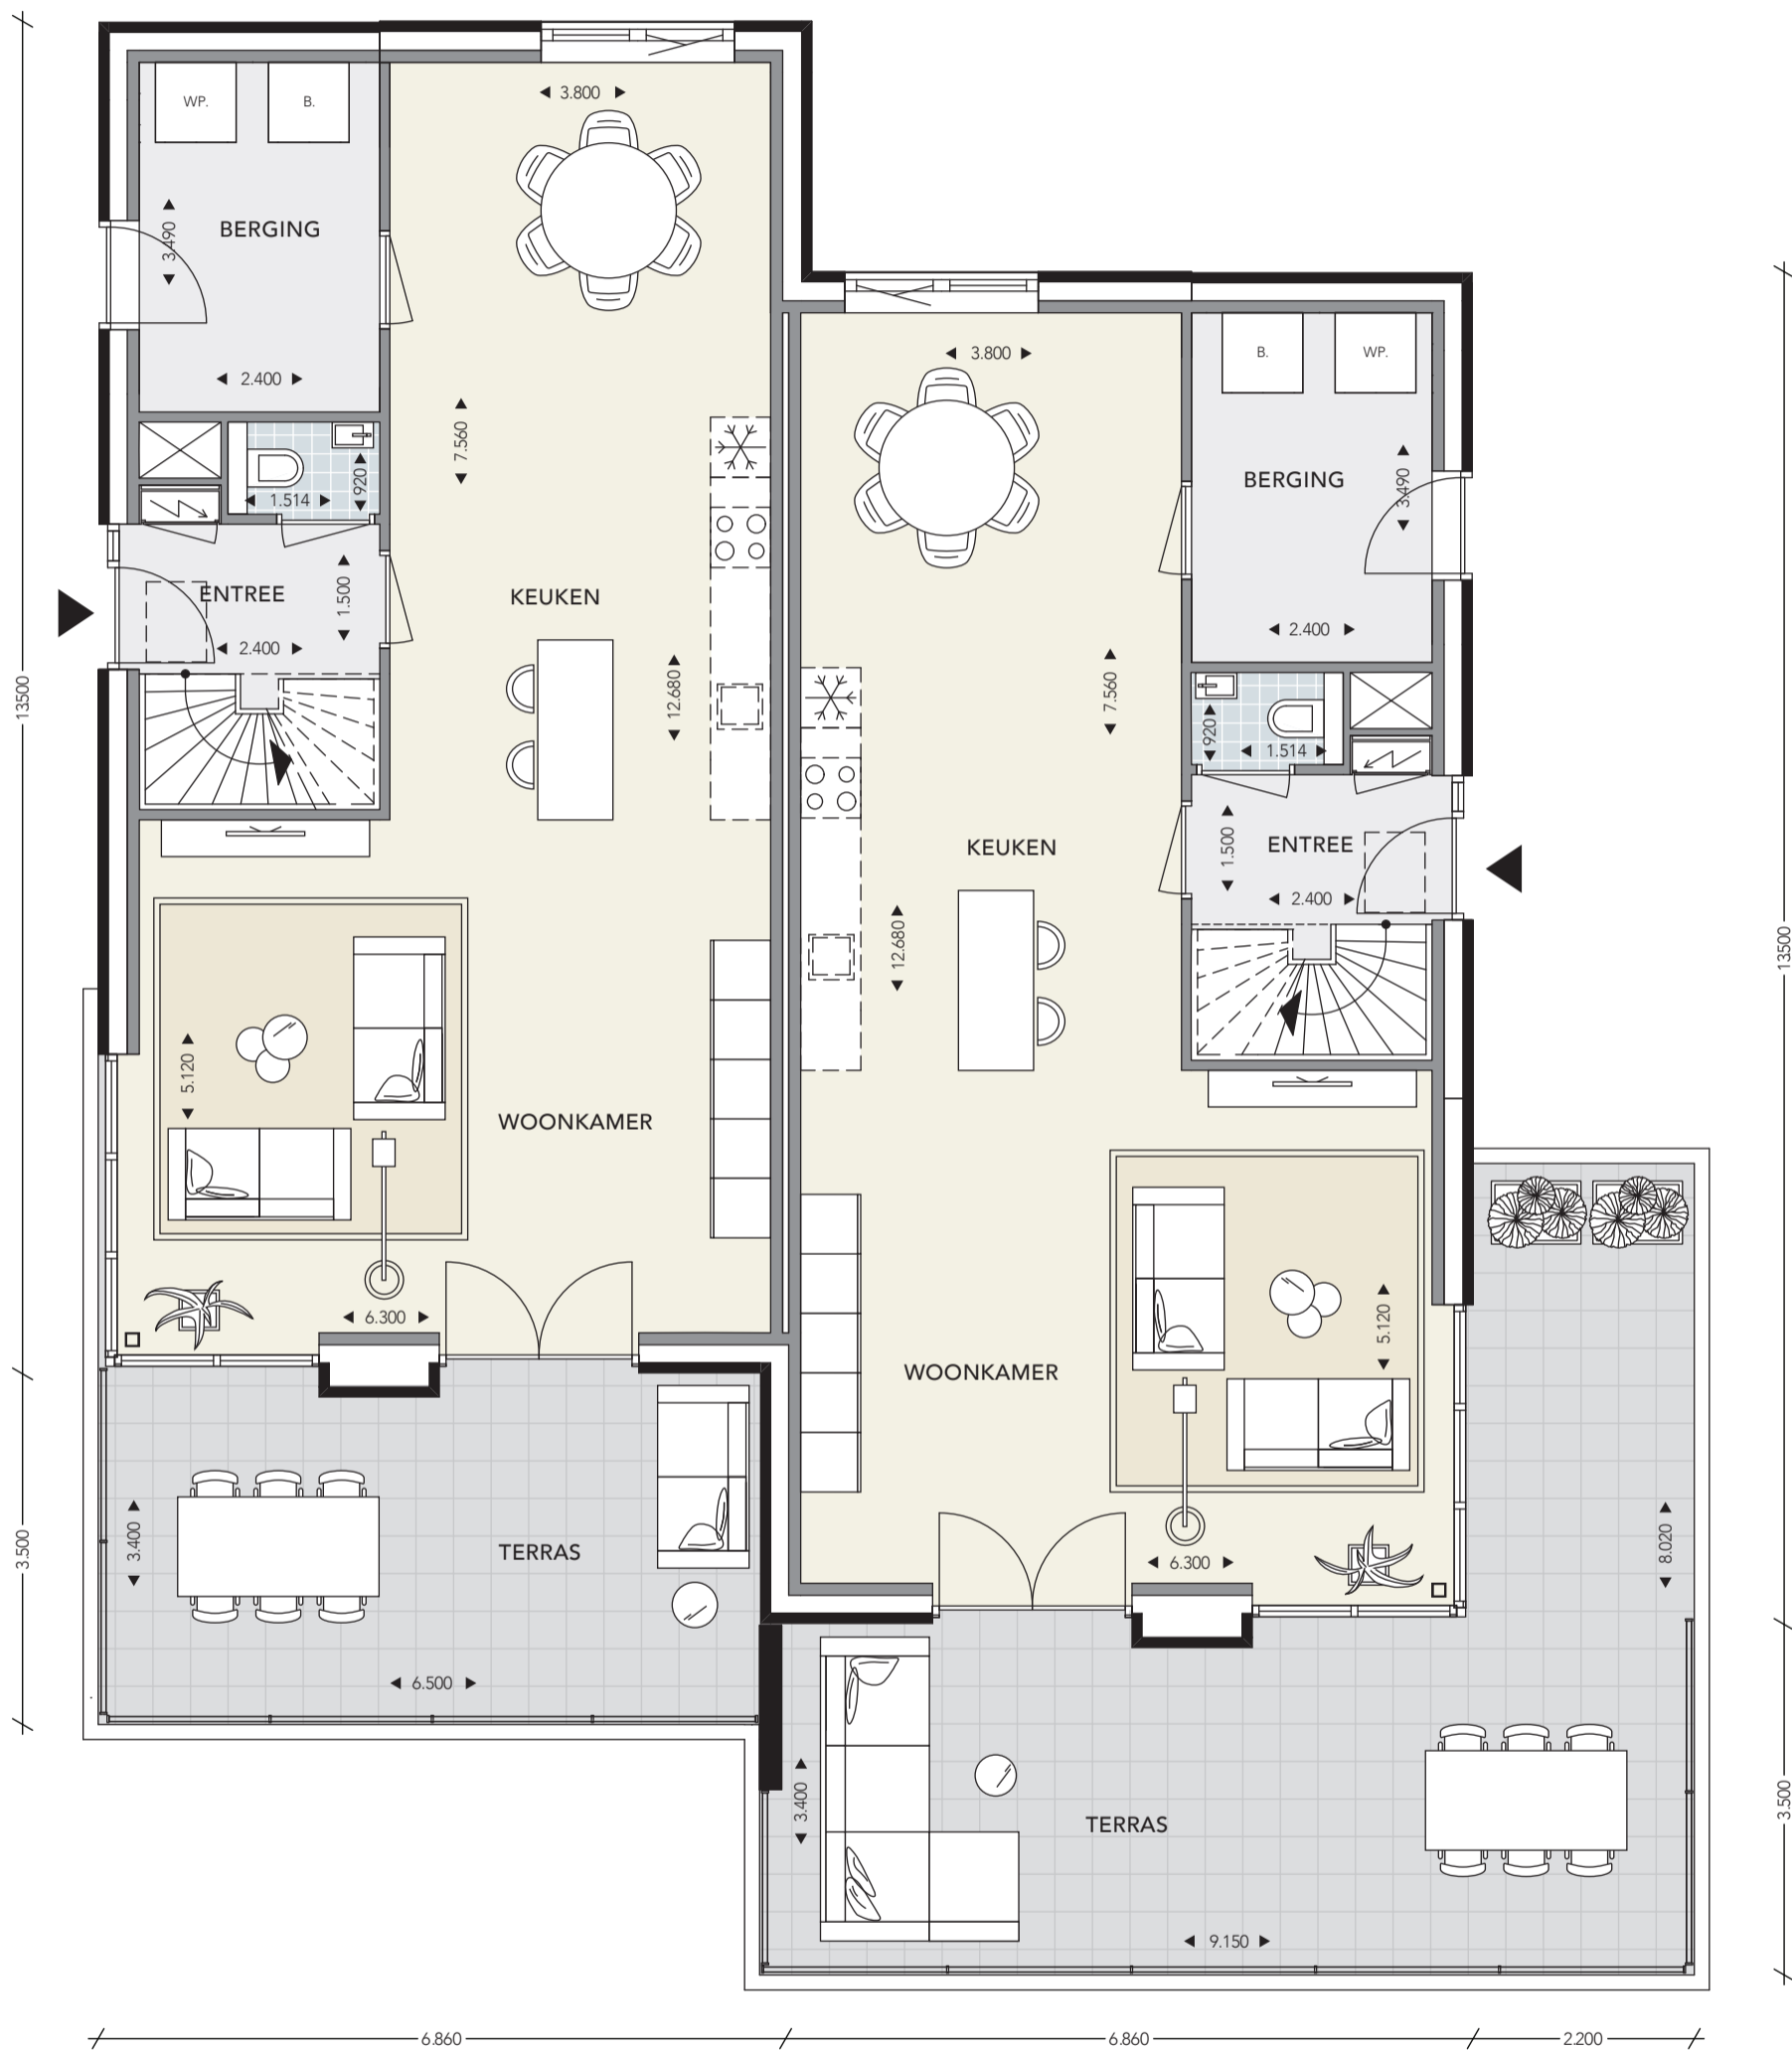 WP.
B.
3.800
BERGING
3.490
2.400
7.560
1.514
920
ENTREE
1.500
2.400
KEUKEN
12.680
13500
5.120
WOONKAMER
6.300
3.400
TERRAS
6.500
3.500
3.800
B.
WP.
BERGING
3.490
2.400
7.560
920
1.514
KEUKEN
1.500
ENTREE
2.400
12.680
13500
5.120
WOONKAMER
6.300
8.020
3.400
TERRAS
3.500
9.150
6.860
6.860
2.200